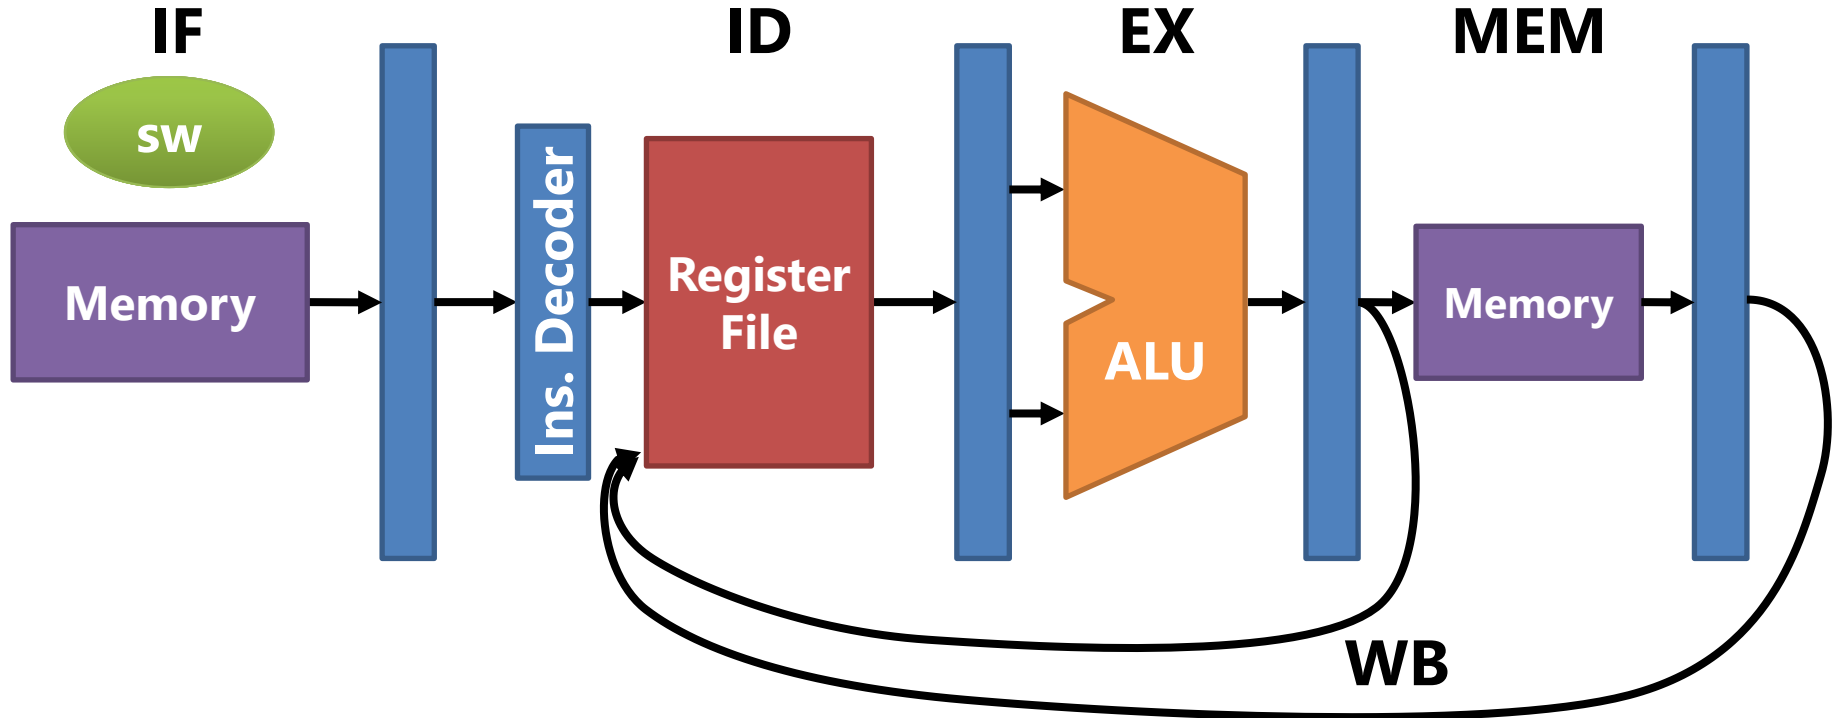 IF
ID
EX
MEM
sw
Memory
Ins. Decoder
Register
File
ALU
Memory
WB